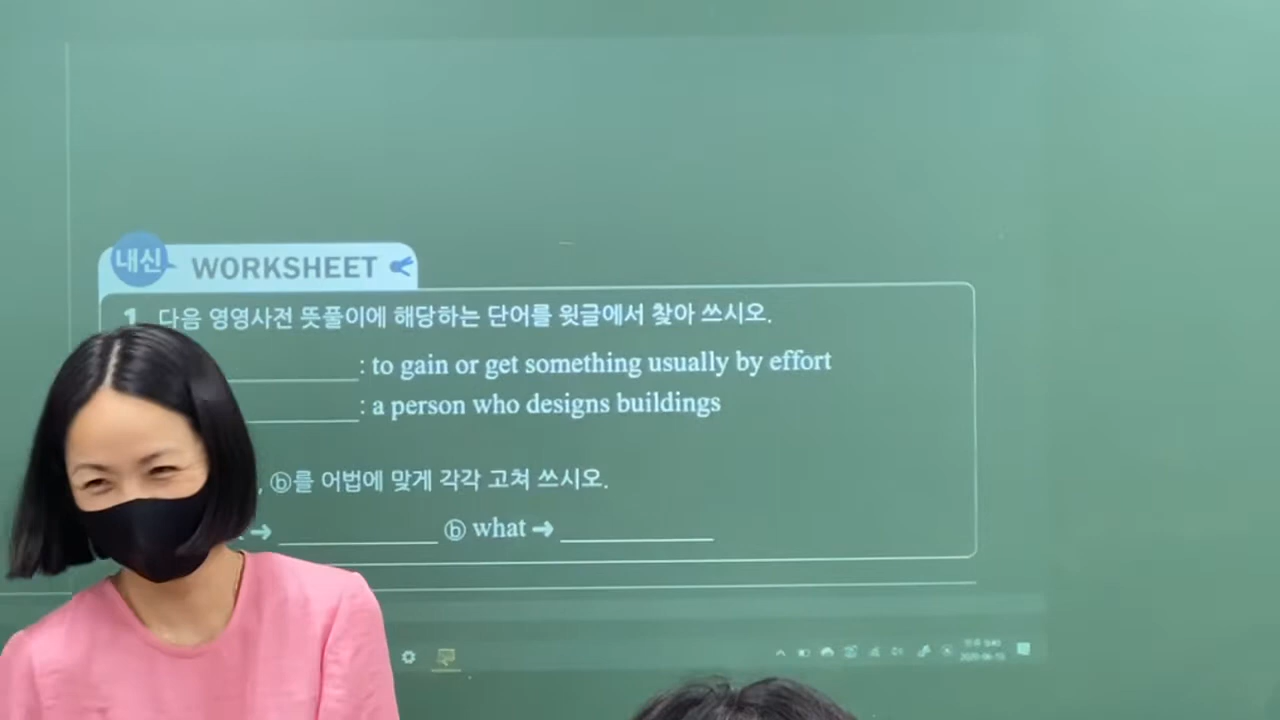 내신 WORKSHEET
1 다음 영영사전 뜻풀이에 해당하는 단어를 윗글에서 찾아 쓰시오.
: to gain or get something usually by effort
: a person who designs buildings
, ⓑ를 어법에 맞게 각각 고쳐 쓰시오.
➜ ⓑ what ➜